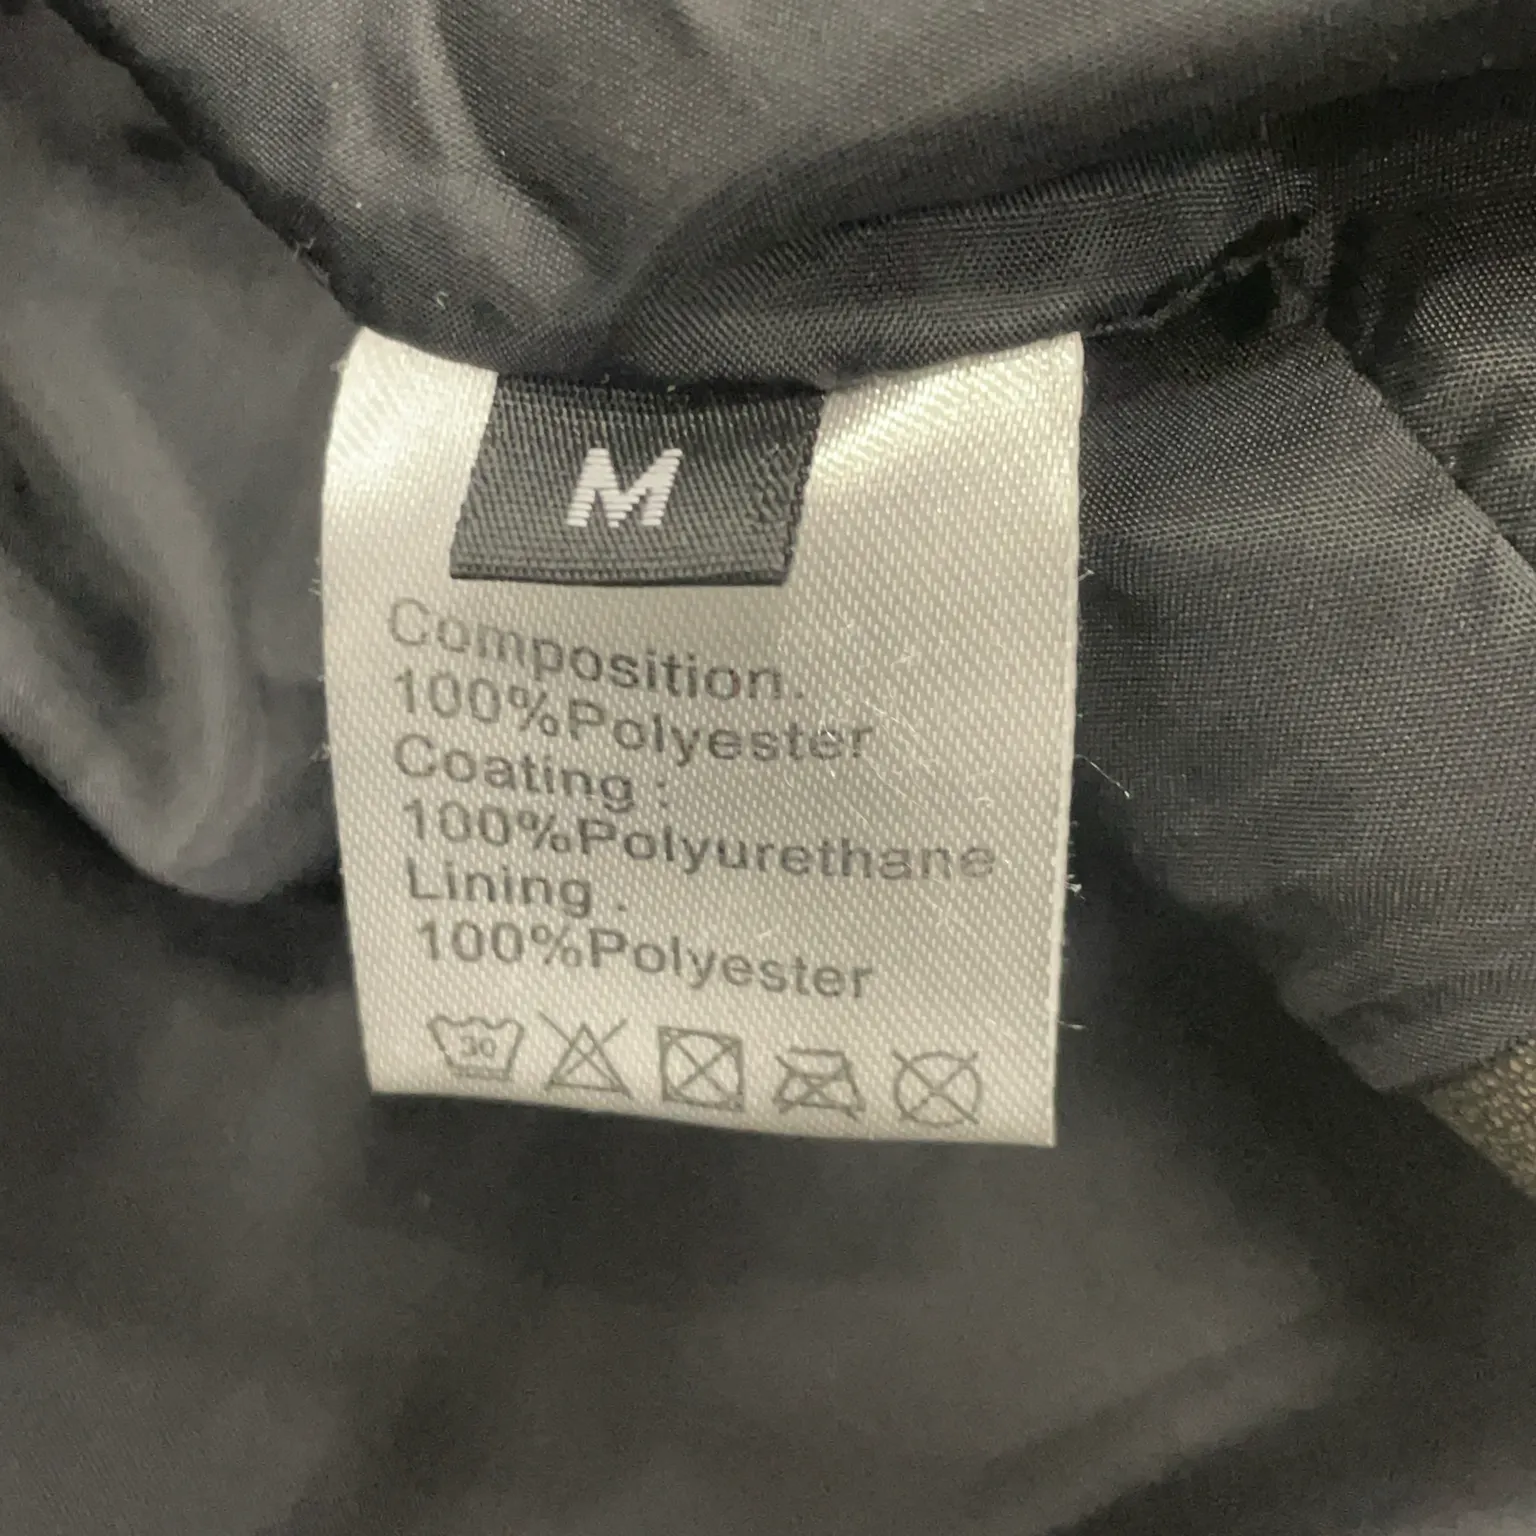 M
Composition.
100%Polyester
Coating :
100%Polyurethane
Lining .
100%Polyester
30